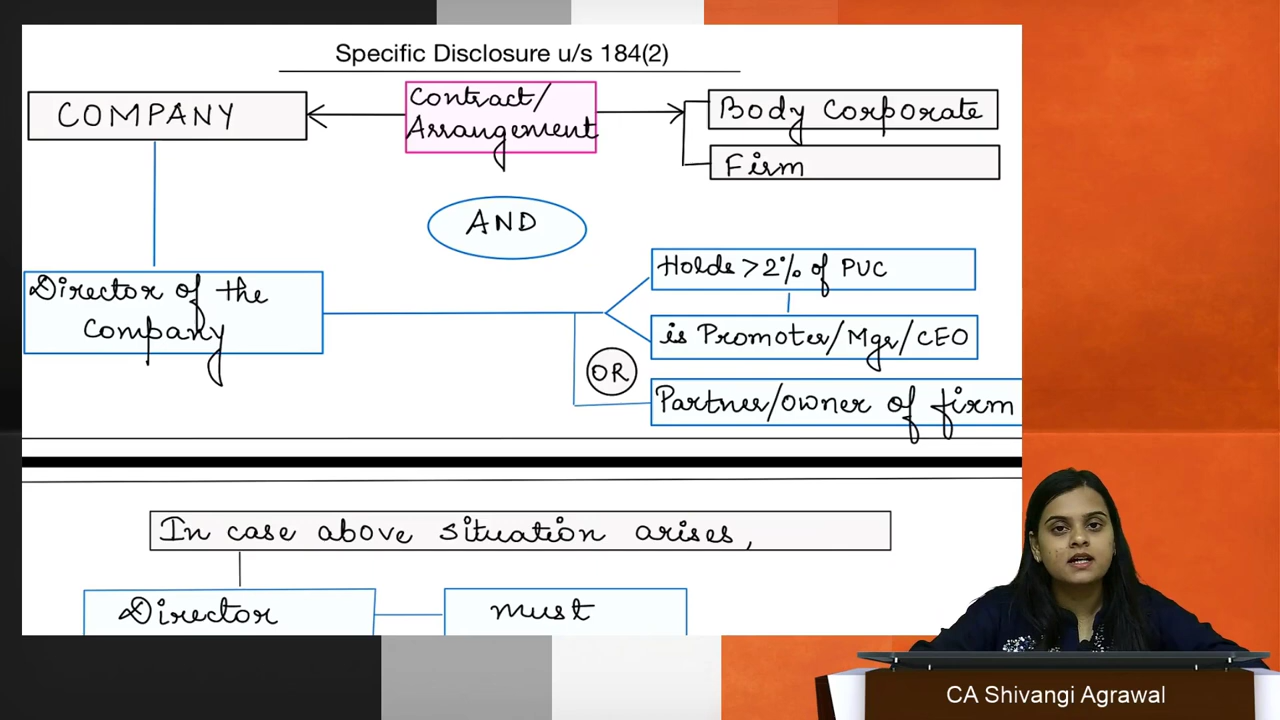 Specific Disclosure u/s 184(2)
COMPANY
Contract/
Arrangement
Body Corporate
Firm
AND
Director of the
Company
Holds > 2% of PUC
is Promoter/Mgr/CEO
OR
Partner/owner of firm
In case above situation arises,
Director
must
CA Shivangi Agrawal